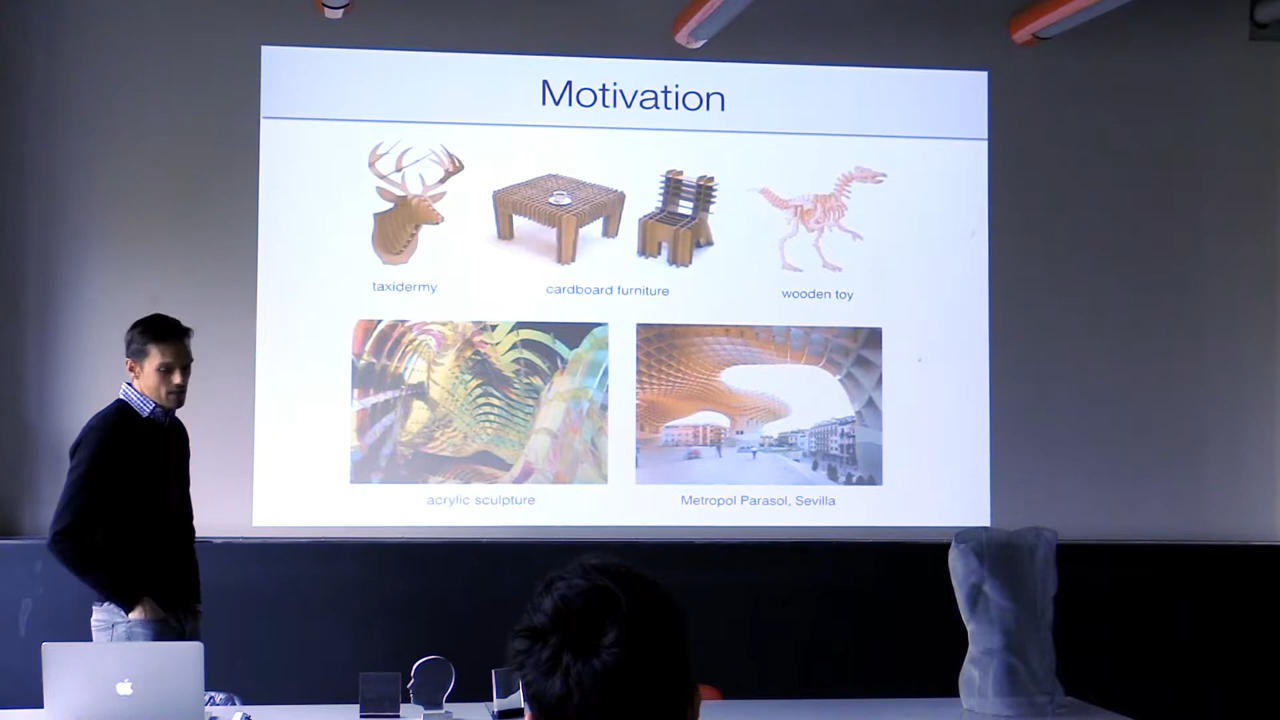 Motivation
taxidermy
cardboard furniture
wooden toy
acrylic sculpture
Metropol Parasol, Sevilla